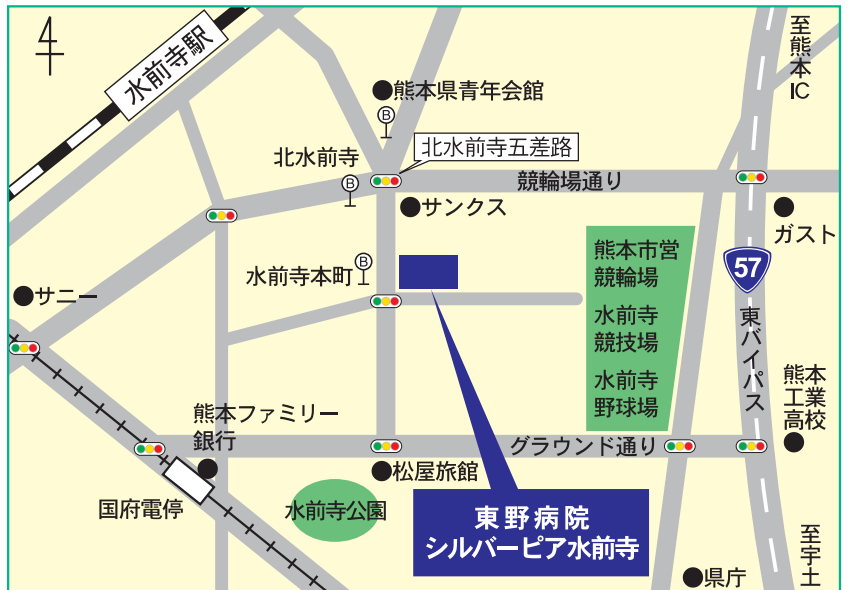 水前寺駅
至熊本IC
熊本県青年会館
B
北水前寺五差路
北水前寺
B
競輪場通り
サンクス
ガスト
水前寺本町
B
熊本市営
競輪場
水前寺
競技場
水前寺
野球場
57
東バイパス
サニー
熊本
工業
高校
熊本ファミリー
銀行
グラウンド通り
松屋旅館
国府電停
水前寺公園
東野病院
シルバーピア水前寺
至宇土
県庁